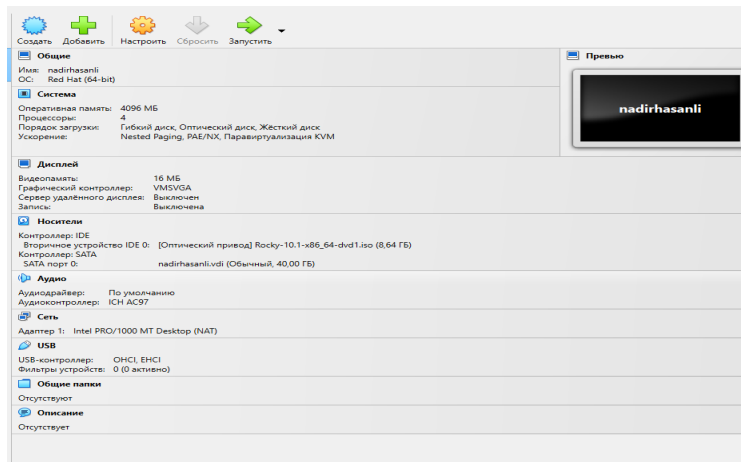 Создать Добавить Настроить Сбросить Запустить
Общие
Имя: nadirhasanli
ОС: Red Hat (64-bit)
Система
Оперативная память: 4096 МБ
Процессоры: 4
Порядок загрузки: Гибкий диск, Оптический диск, Жёсткий диск
Ускорение: Nested Paging, PAE/NX, Паравиртуализация KVM
Превью
nadirhasanli
Дисплей
Видеопамять: 16 МБ
Графический контроллер: VMSVGA
Сервер удалённого дисплея: Выключен
Запись: Выключена
Носители
Контроллер: IDE
Вторичное устройство IDE 0: [Оптический привод] Rocky-10.1-x86_64-dvd1.iso (8,64 ГБ)
Контроллер: SATA
SATA порт 0: nadirhasanli.vdi (Обычный, 40,00 ГБ)
Аудио
Аудиодрайвер: По умолчанию
Аудиоконтроллер: ICH AC97
Сеть
Адаптер 1: Intel PRO/1000 MT Desktop (NAT)
USB
USB-контроллер: OHCI, EHCI
Фильтры устройств: 0 (0 активно)
Общие папки
Отсутствуют
Описание
Отсутствует